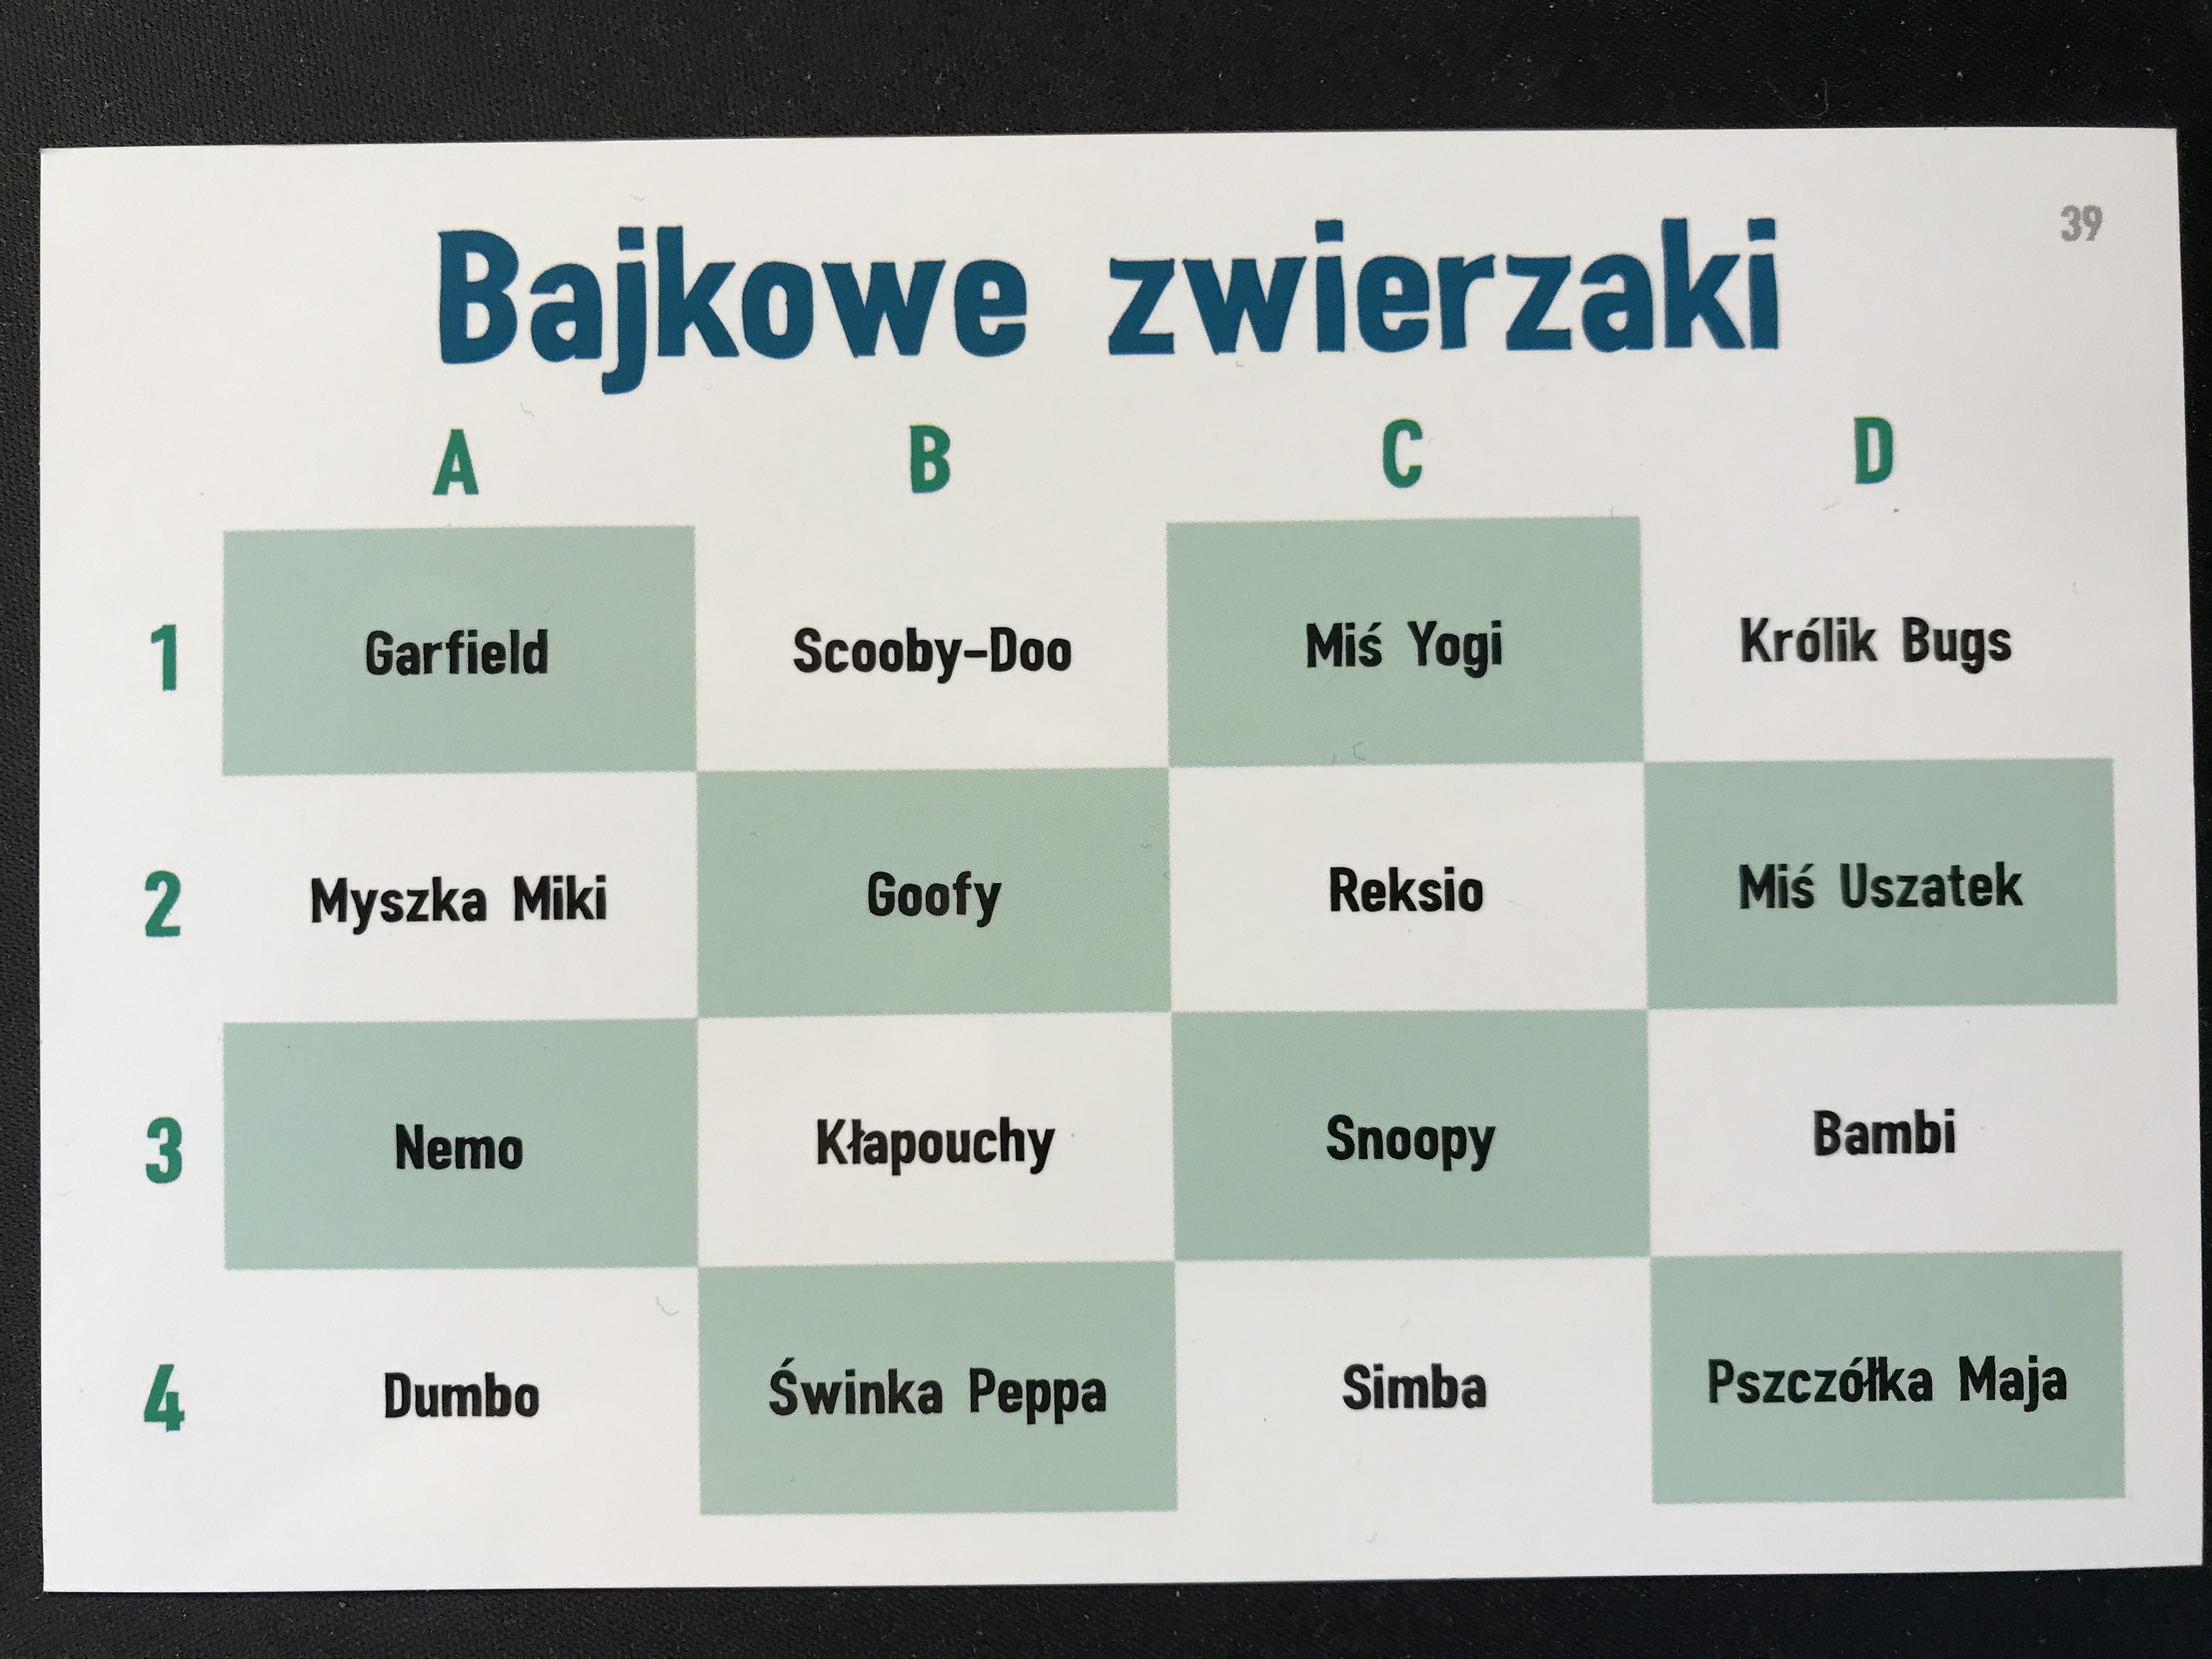 39
Bajkowe zwierzaki
A B C D
1 Garfield Scooby-Doo Miś Yogi Królik Bugs
2 Myszka Miki Goofy Reksio Miś Uszatek
3 Nemo Kłapouchy Snoopy Bambi
4 Dumbo Świnka Peppa Simba Pszczółka Maja